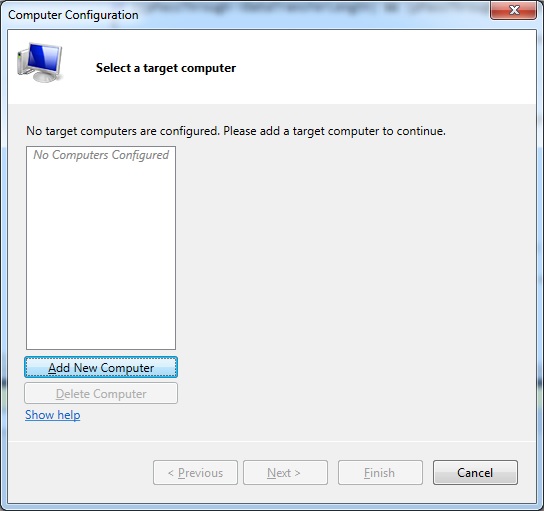 Computer Configuration
Select a target computer
No target computers are configured. Please add a target computer to continue.
No Computers Configured
Add New Computer
Delete Computer
Show help
< Previous
Next >
Finish
Cancel